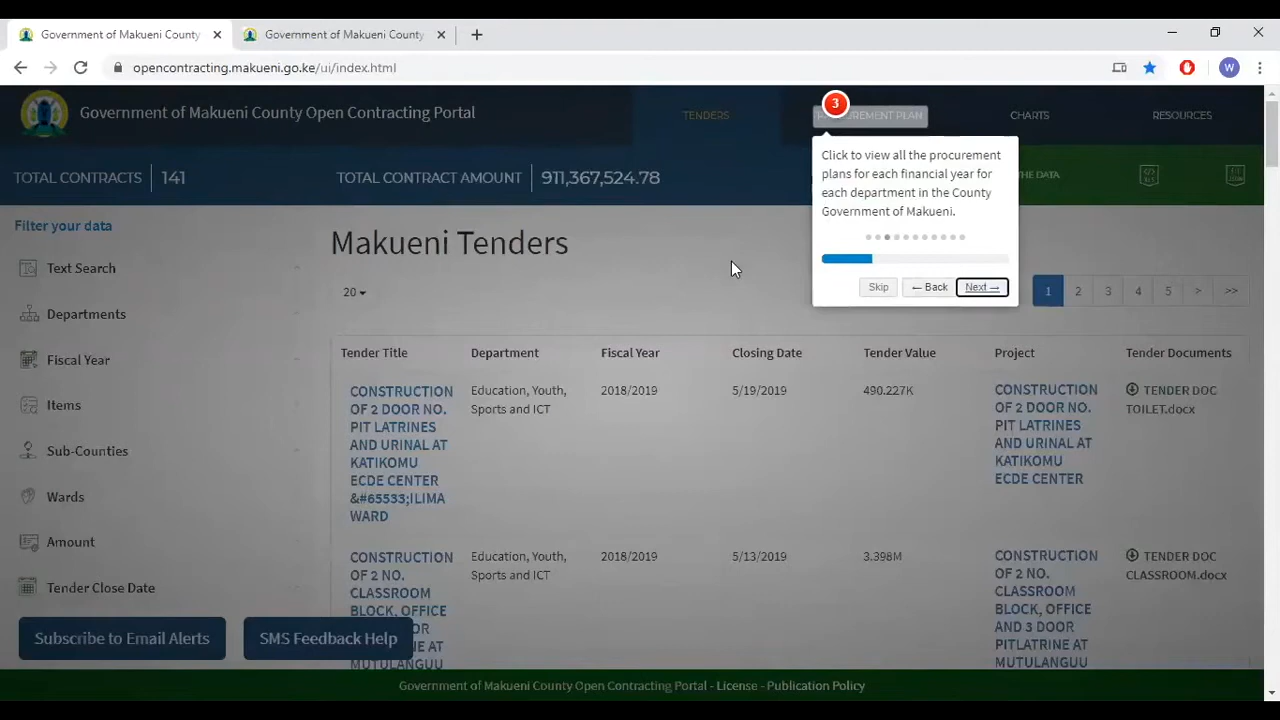 Government of Makueni County
Government of Makueni County
opencontracting.makueni.go.ke/ui/index.html
W
Government of Makueni County Open Contracting Portal
TENDERS
3
PROCUREMENT PLAN
CHARTS
RESOURCES
TOTAL CONTRACTS
141
TOTAL CONTRACT AMOUNT
911,367,524.78
THE DATA
Click to view all the procurement
plans for each financial year for
each department in the County
Government of Makueni.
Skip
← Back
Next →
Filter your data
Text Search
Departments
Fiscal Year
Items
Sub-Counties
Wards
Amount
Tender Close Date
Subscribe to Email Alerts
SMS Feedback Help
Makueni Tenders
20
1 2 3 4 5 > >>
Tender Title Department Fiscal Year Closing Date Tender Value Project Tender Documents
CONSTRUCTION
OF 2 DOOR NO.
PIT LATRINES
AND URINAL AT
KATIKOMU
ECDE CENTER
&#65533;ILIMA
WARD
Education, Youth,
Sports and ICT
2018/2019
5/19/2019
490.227K
CONSTRUCTION
OF 2 DOOR NO.
PIT LATRINES
AND URINAL AT
KATIKOMU
ECDE CENTER
TENDER DOC
TOILET.docx
CONSTRUCTION
OF 2 NO.
CLASSROOM
BLOCK, OFFICE
OR
NE AT
MUTULANGUU
Education, Youth,
Sports and ICT
2018/2019
5/13/2019
3.398M
CONSTRUCTION
OF 2 NO.
CLASSROOM
BLOCK, OFFICE
AND 3 DOOR
PITLATRINE AT
MUTULANGUU
TENDER DOC
CLASSROOM.docx
Government of Makueni County Open Contracting Portal - License - Publication Policy